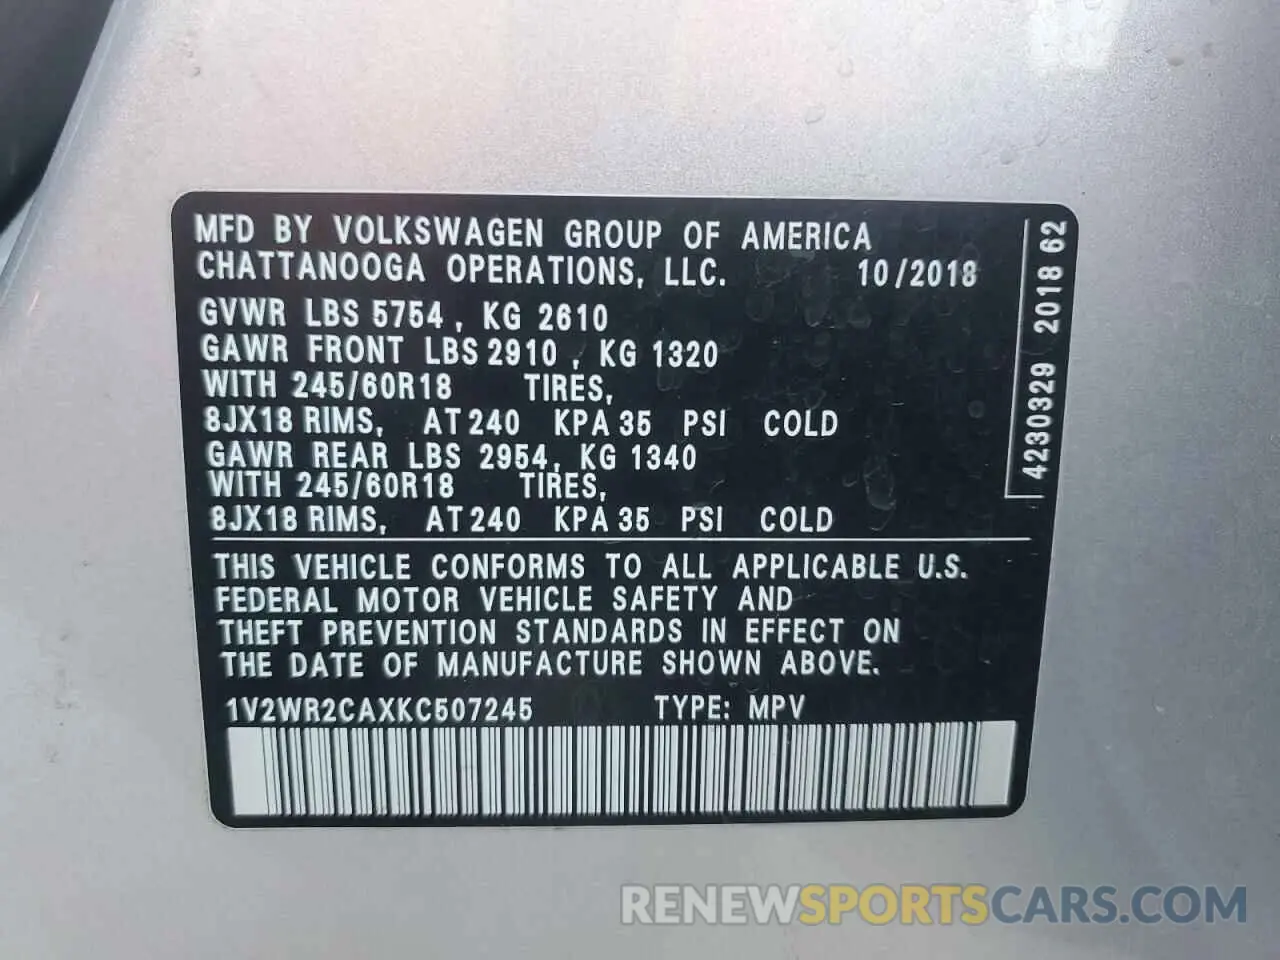 MFD BY VOLKSWAGEN GROUP OF AMERICA
CHATTANOOGA OPERATIONS, LLC. 10/2018
GVWR LBS 5754, KG 2610
GAWR FRONT LBS 2910, KG 1320
WITH 245/60R18 TIRES,
8JX18 RIMS, AT 240 KPA 35 PSI COLD
GAWR REAR LBS 2954, KG 1340
WITH 245/60R18 TIRES,
8JX18 RIMS, AT 240 KPA 35 PSI COLD
THIS VEHICLE CONFORMS TO ALL APPLICABLE U.S.
FEDERAL MOTOR VEHICLE SAFETY AND
THEFT PREVENTION STANDARDS IN EFFECT ON
THE DATE OF MANUFACTURE SHOWN ABOVE.
1V2WR2CAXKC507245 TYPE: MPV
4230329 2018 62
RENEWSPORTSCARS.COM